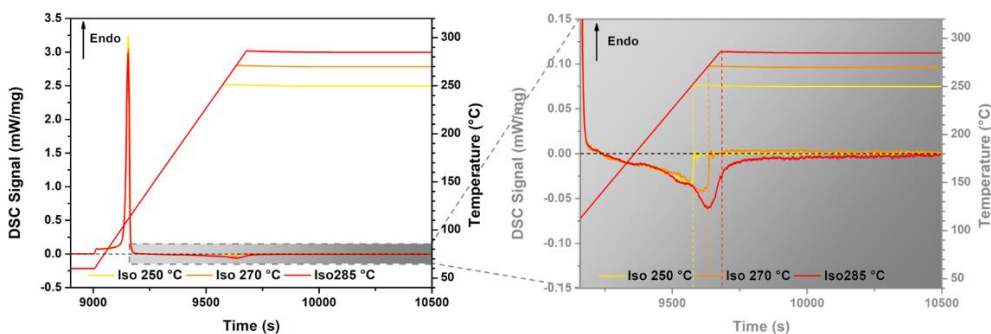 DSC Signal (mW/mg)
3.5
3.0
2.5
2.0
1.5
1.0
0.5
0.0
-0.5
Endo
Iso 250 °C
Iso 270 °C
Iso285 °C
9000
9500
10000
10500
Time (s)
300
250
200
150
100
50
Temperature (°C)
DSC Signal (mW/mg)
0.15
0.10
0.05
0.00
-0.05
-0.10
-0.15
Endo
Iso 250 °C
Iso 270 °C
Iso285 °C
9500
10000
10500
Time (s)
300
250
200
150
100
50
Temperature (°C)